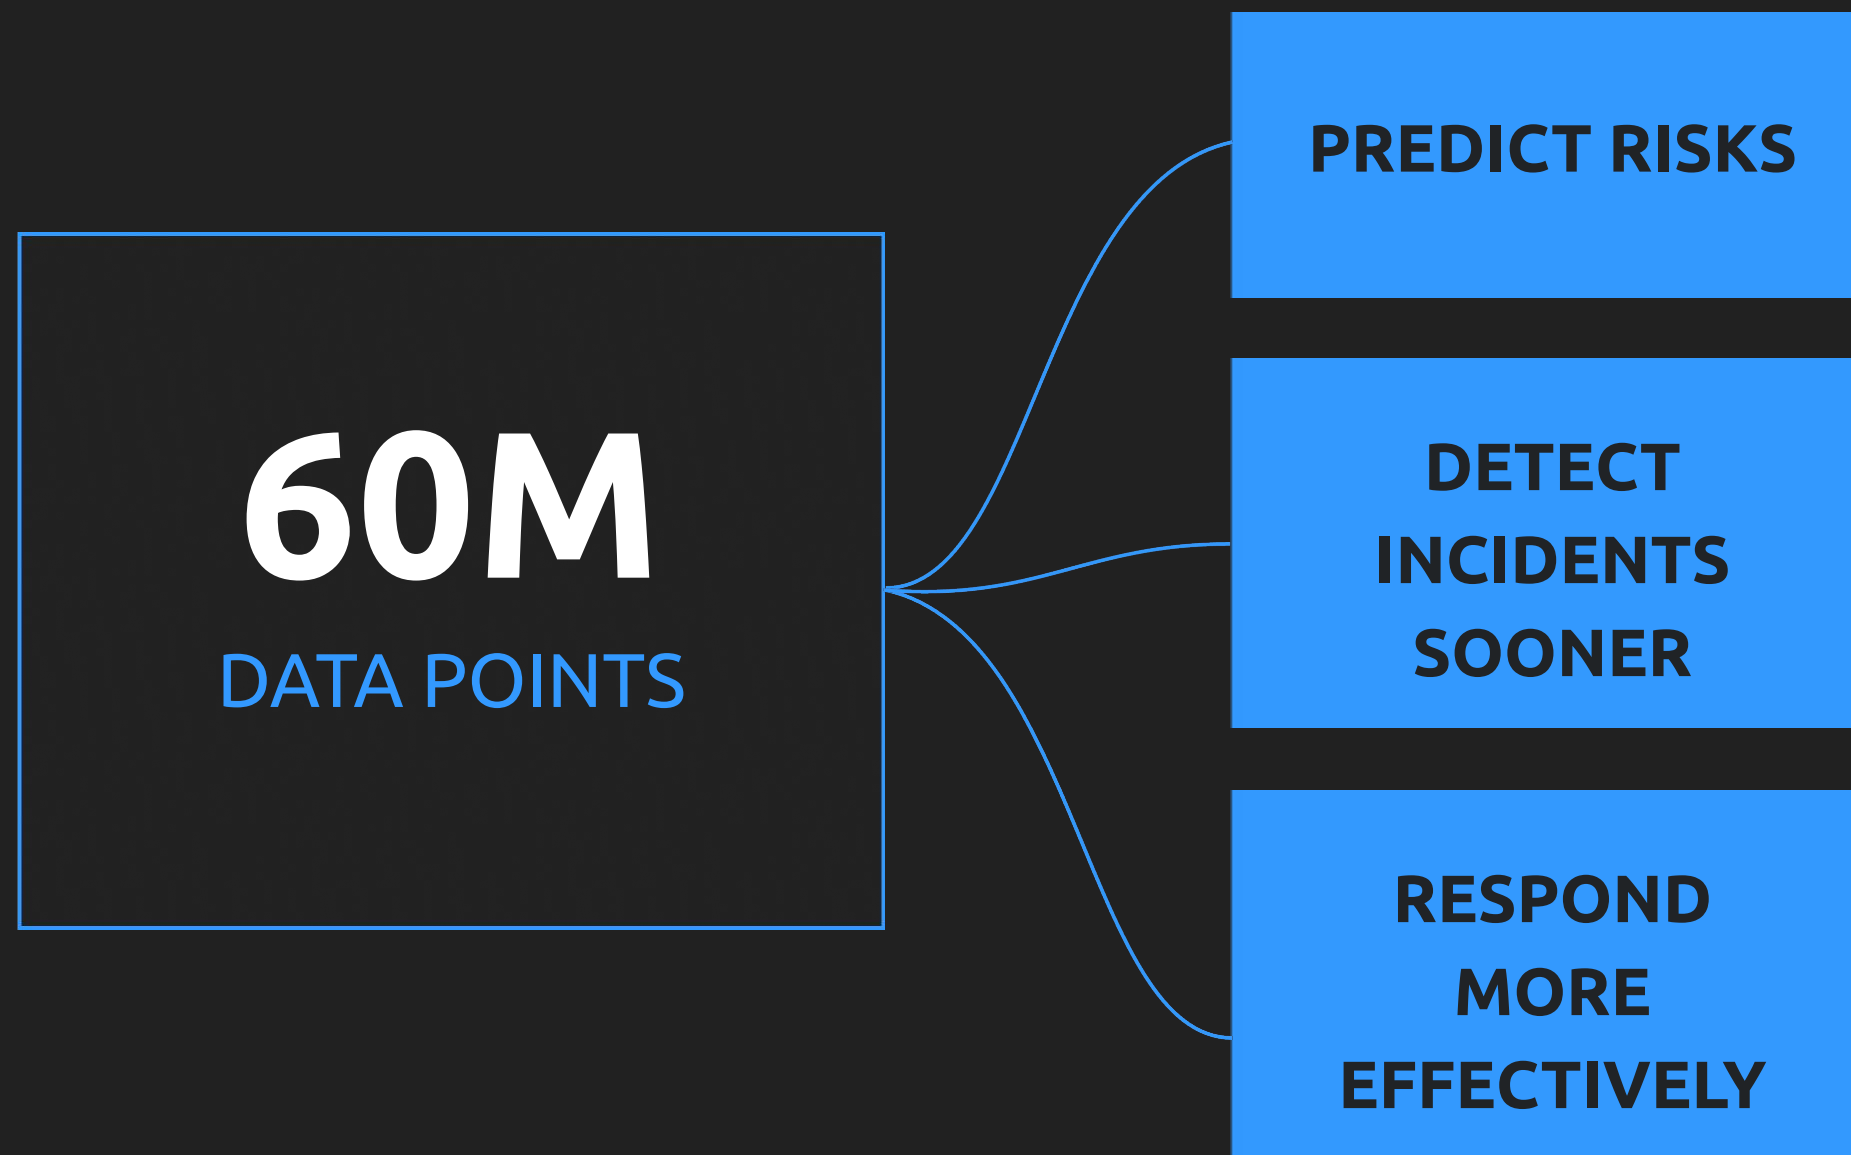 60M
DATA POINTS
PREDICT RISKS
DETECT
INCIDENTS
SOONER
RESPOND
MORE
EFFECTIVELY